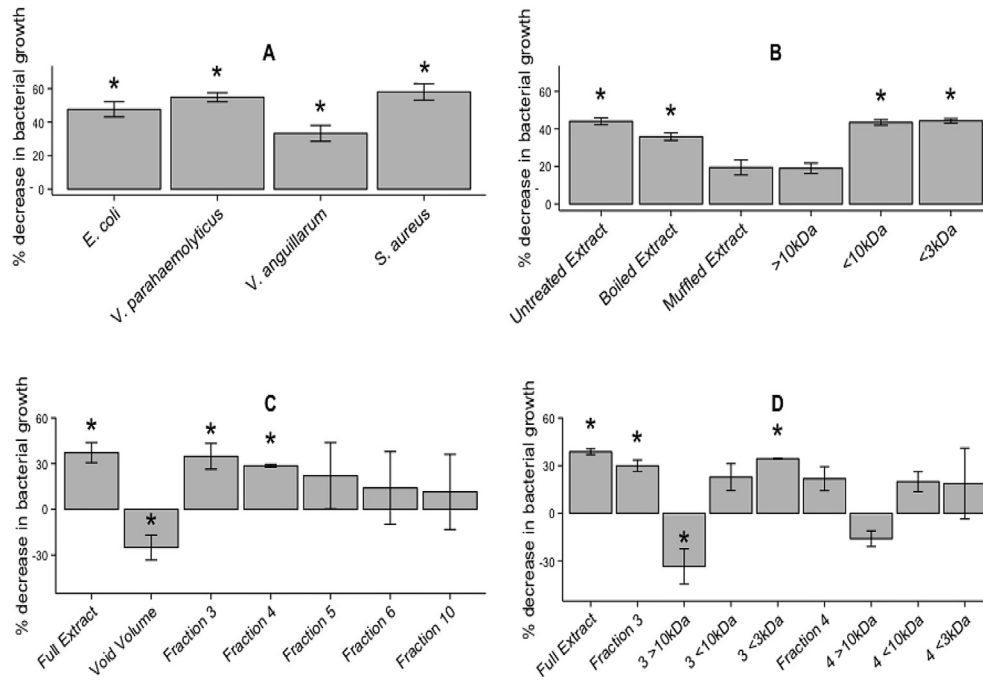 A
% decrease in bacterial growth
60
40
20
0
* * * *
E. coli
V. parahaemolyticus
V. anguillarum
S. aureus
B
% decrease in bacterial growth
60
40
20
0
* * * *
Untreated Extract
Boiled Extract
Muffled Extract
>10kDa
<10kDa
<3kDa
C
% decrease in bacterial growth
60
30
0
-30
* * * *
Full Extract
Void Volume
Fraction 3
Fraction 4
Fraction 5
Fraction 6
Fraction 10
D
% decrease in bacterial growth
60
30
0
-30
* * * *
Full Extract
Fraction 3
3 >10kDa
3 <10kDa
3 <3kDa
Fraction 4
4 >10kDa
4 <10kDa
4 <3kDa